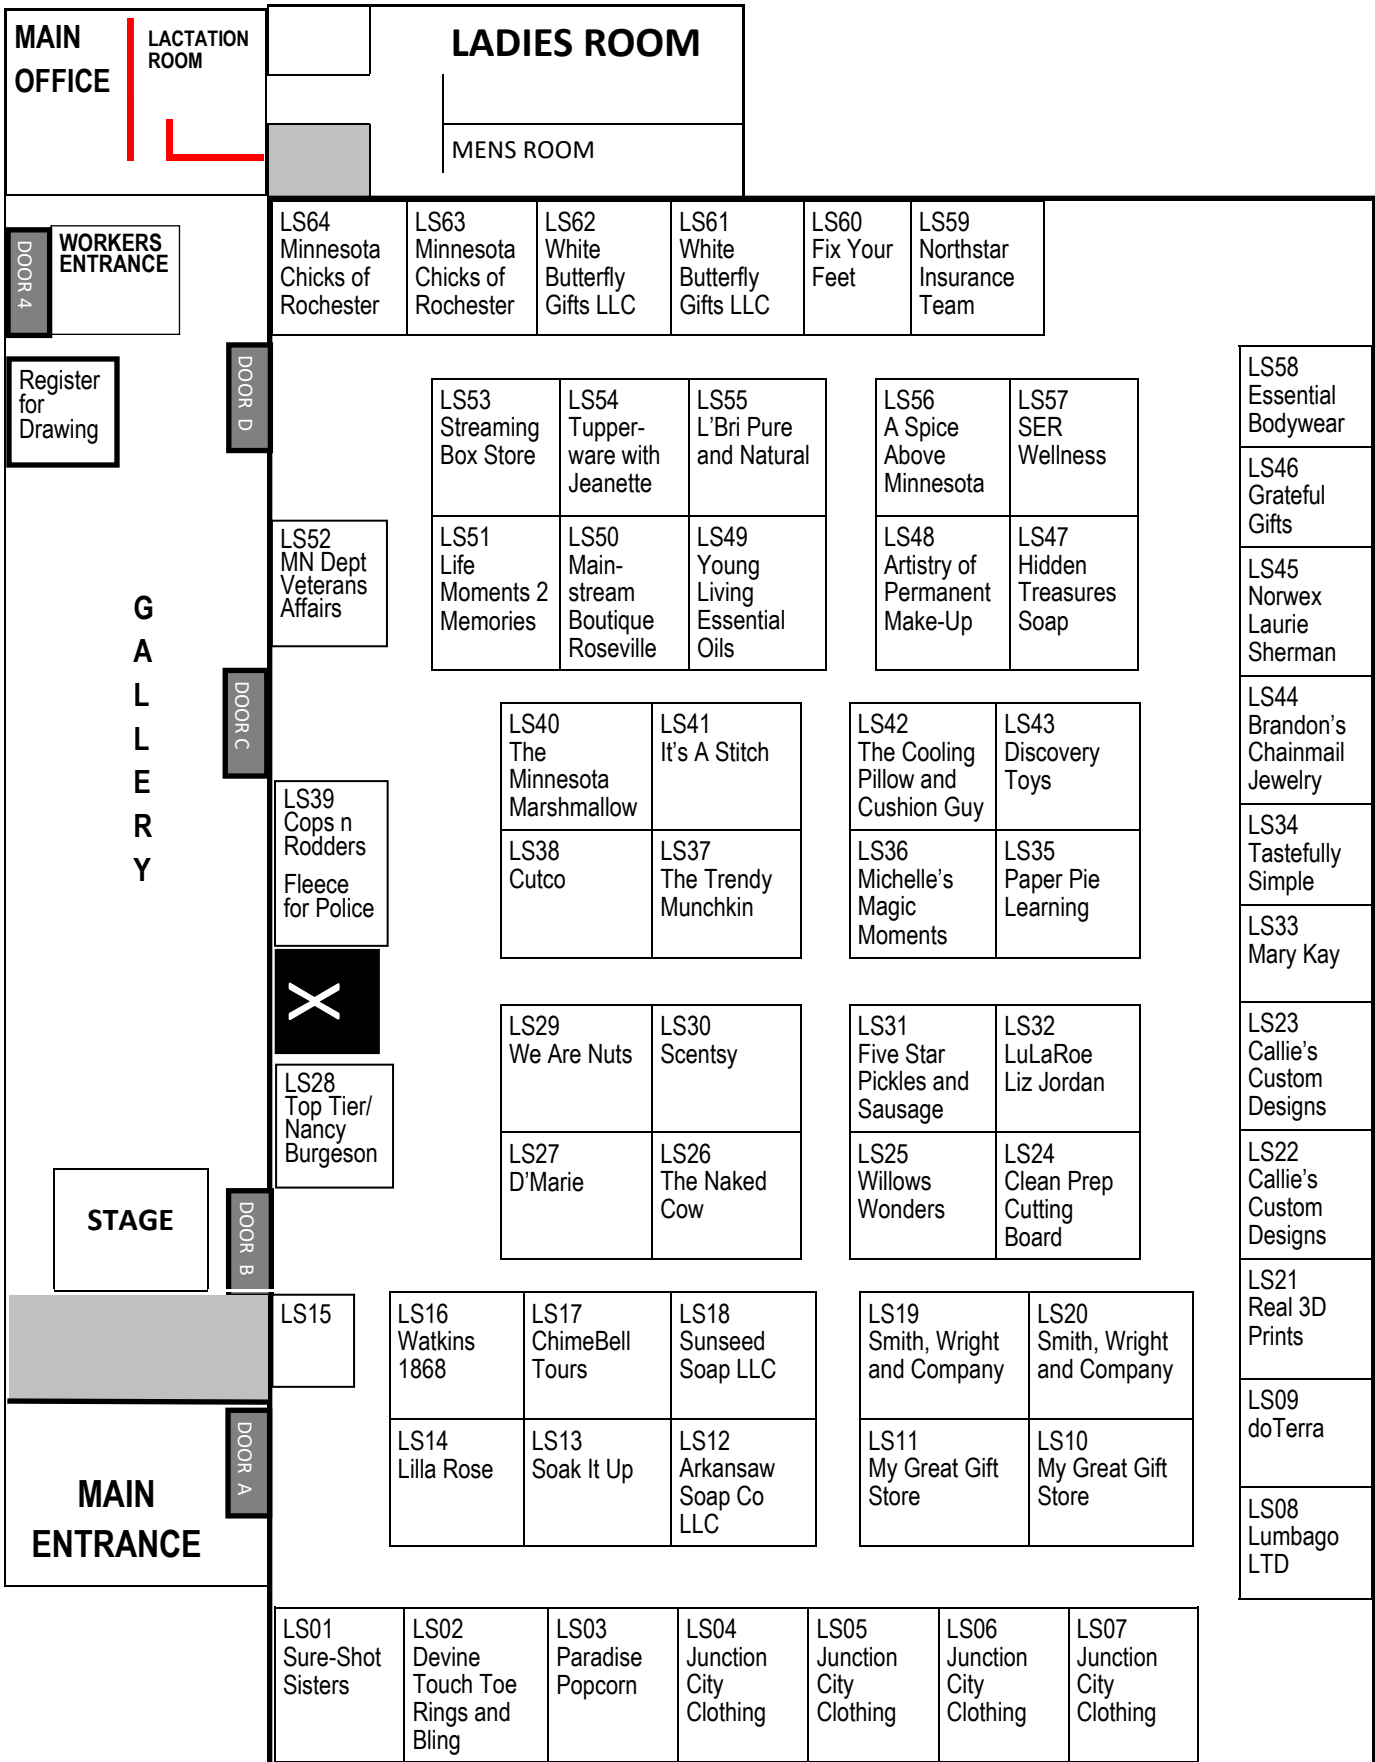 MAIN
OFFICE
LACTATION
ROOM
LADIES ROOM
MENS ROOM
DOOR 4
WORKERS
ENTRANCE
Register
for
Drawing
DOOR D
LS64
Minnesota
Chicks of
Rochester
LS63
Minnesota
Chicks of
Rochester
LS62
White
Butterfly
Gifts LLC
LS61
White
Butterfly
Gifts LLC
LS60
Fix Your
Feet
LS59
Northstar
Insurance
Team
LS53
Streaming
Box Store
LS54
Tupper-
ware with
Jeanette
LS55
L'Bri Pure
and Natural
LS56
A Spice
Above
Minnesota
LS57
SER
Wellness
LS58
Essential
Bodywear
LS46
Grateful
Gifts
LS52
MN Dept
Veterans
Affairs
LS51
Life
Moments 2
Memories
LS50
Main-
stream
Boutique
Roseville
LS49
Young
Living
Essential
Oils
LS48
Artistry of
Permanent
Make-Up
LS47
Hidden
Treasures
Soap
LS45
Norwex
Laurie
Sherman
G
A
L
L
E
R
Y
DOOR C
LS40
The
Minnesota
Marshmallow
LS41
It's A Stitch
LS42
The Cooling
Pillow and
Cushion Guy
LS43
Discovery
Toys
LS44
Brandon's
Chainmail
Jewelry
LS39
Cops n
Rodders
Fleece
for Police
LS38
Cutco
LS37
The Trendy
Munchkin
LS36
Michelle's
Magic
Moments
LS35
Paper Pie
Learning
LS34
Tastefully
Simple
LS33
Mary Kay
X
LS29
We Are Nuts
LS30
Scentsy
LS31
Five Star
Pickles and
Sausage
LS32
LuLaRoe
Liz Jordan
LS23
Callie's
Custom
Designs
LS28
Top Tier/
Nancy
Burgeson
LS27
D'Marie
LS26
The Naked
Cow
LS25
Willows
Wonders
LS24
Clean Prep
Cutting
Board
LS22
Callie's
Custom
Designs
STAGE
DOOR B
LS15
LS16
Watkins
1868
LS17
ChimeBell
Tours
LS18
Sunseed
Soap LLC
LS19
Smith, Wright
and Company
LS20
Smith, Wright
and Company
LS21
Real 3D
Prints
DOOR A
MAIN
ENTRANCE
LS14
Lilla Rose
LS13
Soak It Up
LS12
Arkansaw
Soap Co
LLC
LS11
My Great Gift
Store
LS10
My Great Gift
Store
LS09
doTerra
LS08
Lumbago
LTD
LS01
Sure-Shot
Sisters
LS02
Devine
Touch Toe
Rings and
Bling
LS03
Paradise
Popcorn
LS04
Junction
City
Clothing
LS05
Junction
City
Clothing
LS06
Junction
City
Clothing
LS07
Junction
City
Clothing